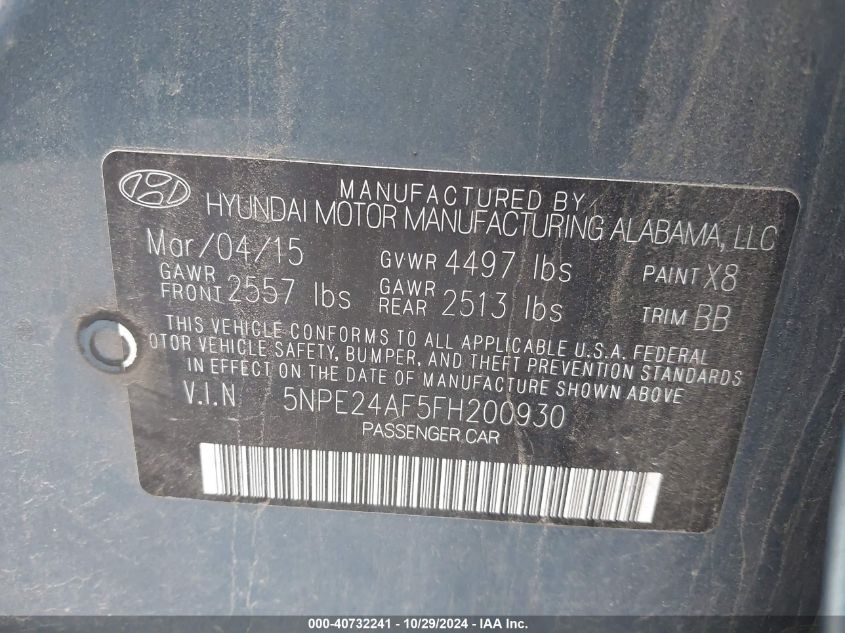 MANUFACTURED BY
HYUNDAI MOTOR MANUFACTURING ALABAMA, LLC
Mar/04/15 GVWR 4497 lbs PAINT X8
GAWR FRONT 2557 lbs GAWR REAR 2513 lbs TRIM BB
THIS VEHICLE CONFORMS TO ALL APPLICABLE U.S.A. FEDERAL
OTOR VEHICLE SAFETY, BUMPER, AND THEFT PREVENTION STANDARDS
IN EFFECT ON THE DATE OF MANUFACTURE SHOWN ABOVE
V.I.N. 5NPE24AF5FH200930
PASSENGER CAR
000-40732241 - 10/29/2024 - IAA Inc.